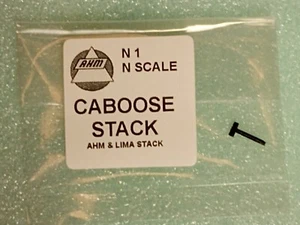 AHM
N 1
N SCALE
CABOOSE
STACK
AHM & LIMA STACK